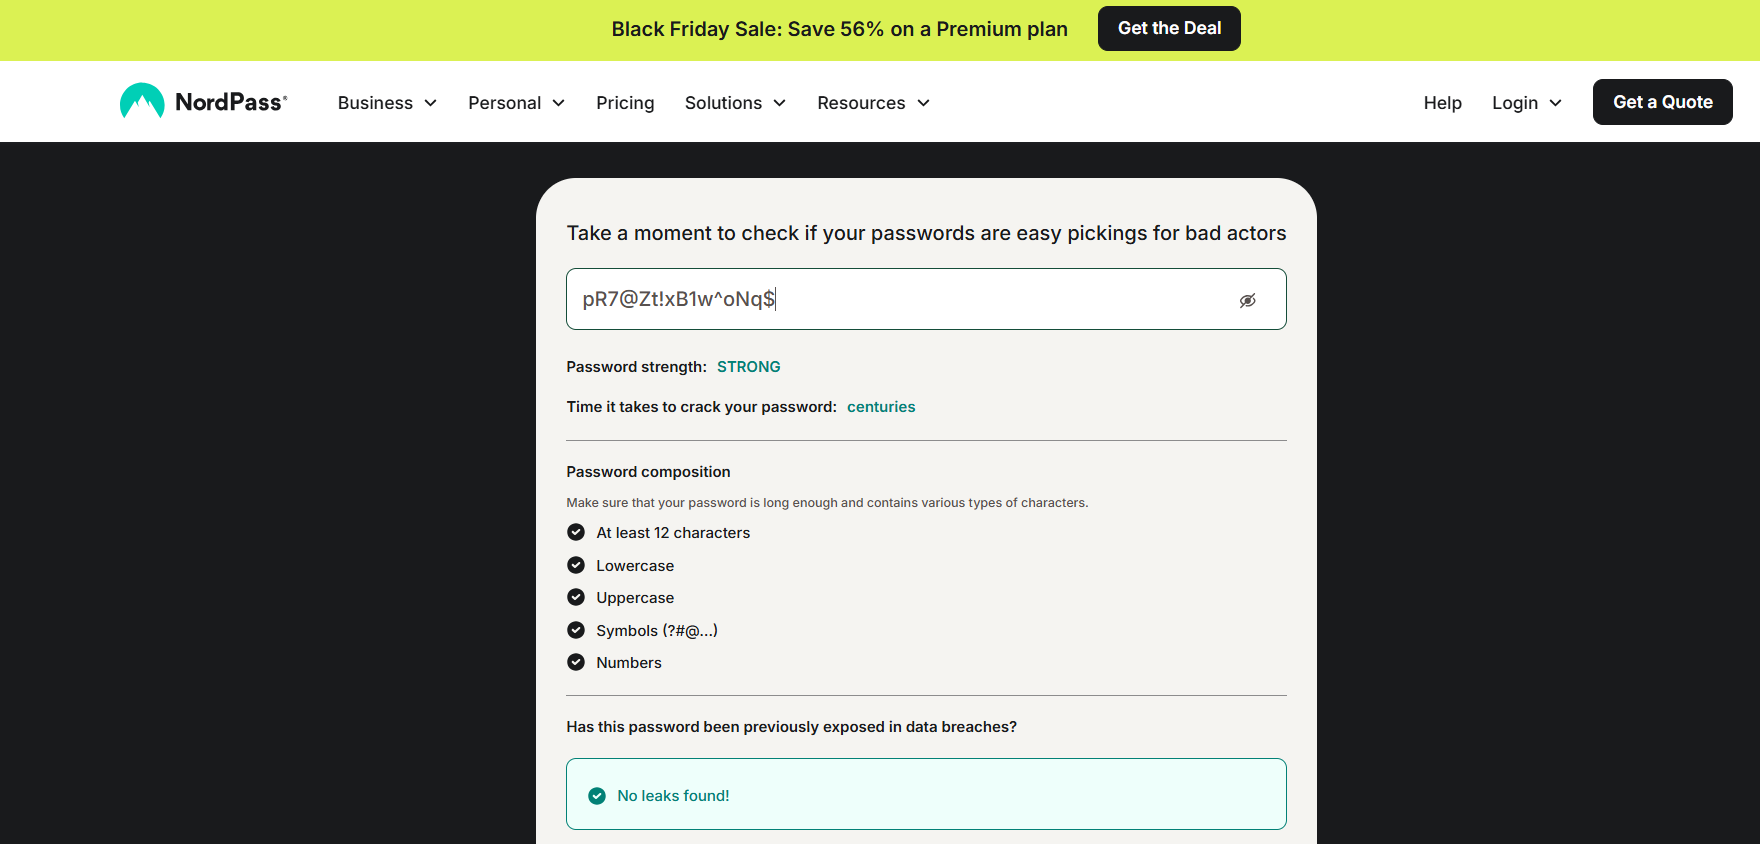 Black Friday Sale: Save 56% on a Premium plan
Get the Deal
NordPass®
Business
Personal
Pricing
Solutions
Resources
Help
Login
Get a Quote
Take a moment to check if your passwords are easy pickings for bad actors
pR7@Zt!xB1w^oNq$
Password strength: STRONG
Time it takes to crack your password: centuries
Password composition
Make sure that your password is long enough and contains various types of characters.
At least 12 characters
Lowercase
Uppercase
Symbols (?#@...)
Numbers
Has this password been previously exposed in data breaches?
No leaks found!